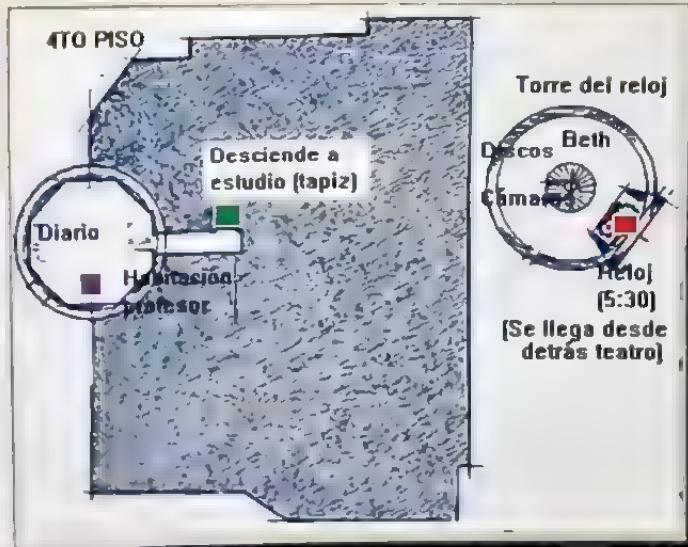 4TO PISO
Desciende a
estudio (tapiz)
Diario
Habitación
profesor
Torre del reloj
Beth
Discos
Cámaras
Reloj
(5:30)
(Se llega desde
detrás teatro)